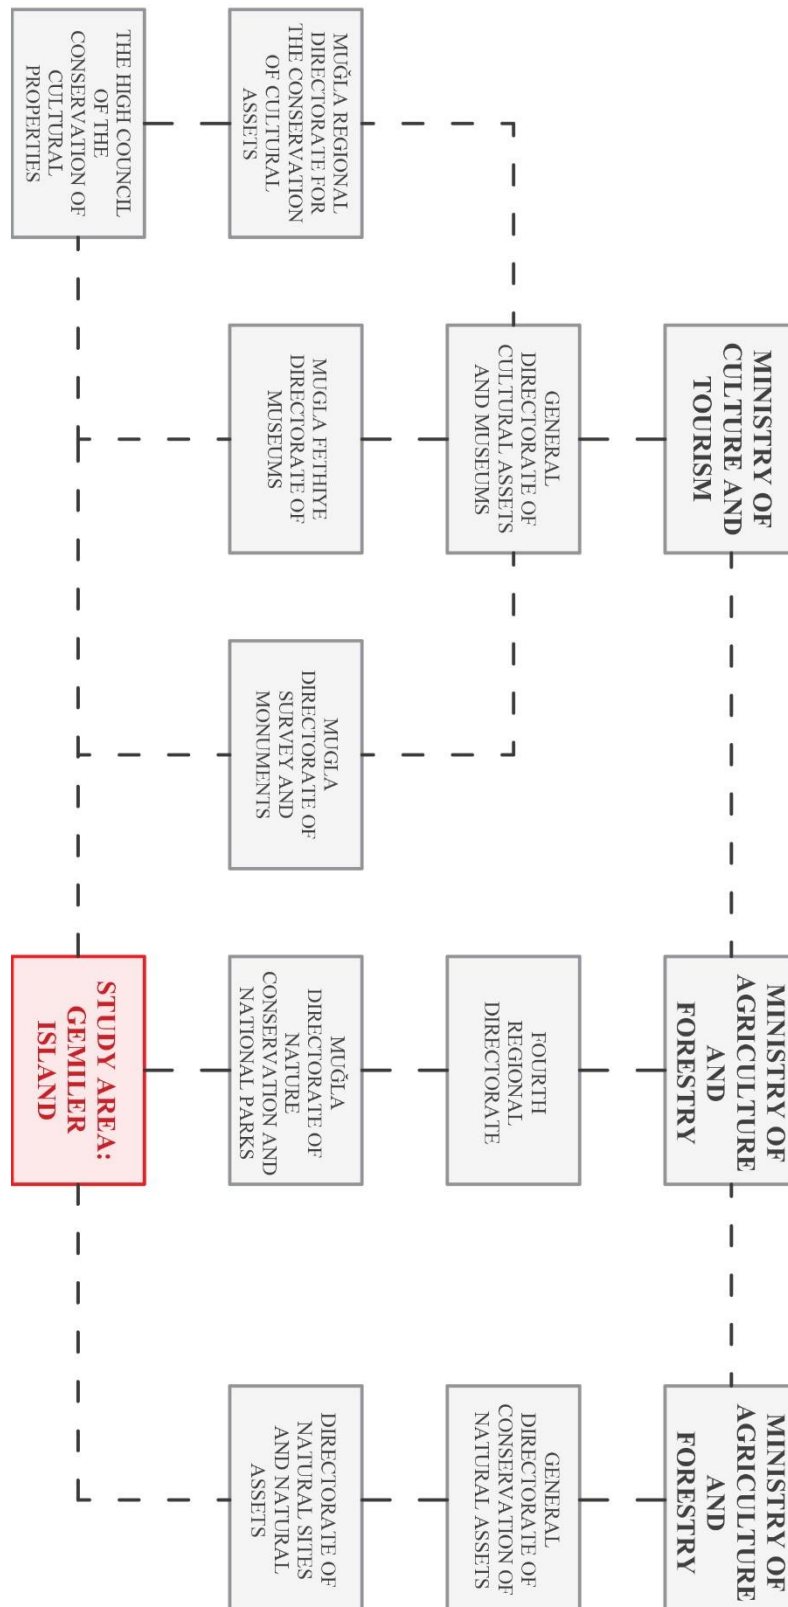 MINISTRY OF
CULTURE AND
TOURISM
MINISTRY OF
AGRICULTURE
AND
FORESTRY
MINISTRY OF
AGRICULTURE
AND
FORESTRY
GENERAL
DIRECTORATE OF
CULTURAL ASSETS
AND MUSEUMS
FOURTH
REGIONAL
DIRECTORATE
GENERAL
DIRECTORATE OF
CONSERVATION OF
NATURAL ASSETS
MUĞLA REGIONAL
DIRECTORATE FOR
THE CONSERVATION
OF CULTURAL
ASSETS
MUGLA FETHIYE
DIRECTORATE OF
MUSEUMS
MUGLA
DIRECTORATE OF
SURVEY AND
MONUMENTS
MUĞLA
DIRECTORATE OF
NATURE
CONSERVATION AND
NATIONAL PARKS
DIRECTORATE OF
NATURAL SITES
AND NATURAL
ASSETS
THE HIGH COUNCIL
OF THE
CONSERVATION OF
CULTURAL
PROPERTIES
STUDY AREA:
GEMILER
ISLAND